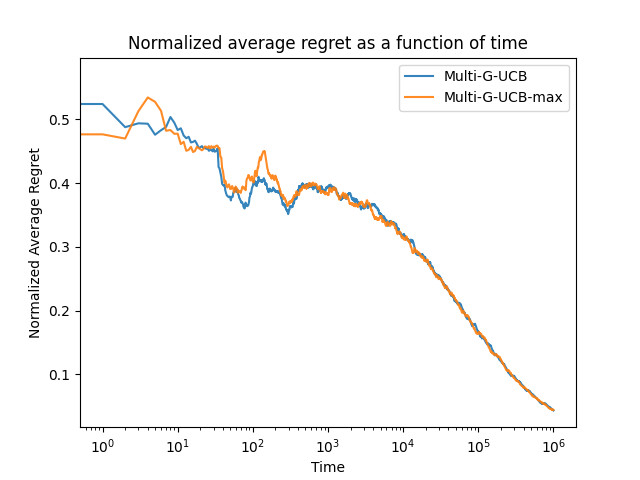 Normalized average regret as a function of time
Multi-G-UCB
Multi-G-UCB-max
Normalized Average Regret
0.5
0.4
0.3
0.2
0.1
10⁰ 10¹ 10² 10³ 10⁴ 10⁵ 10⁶
Time